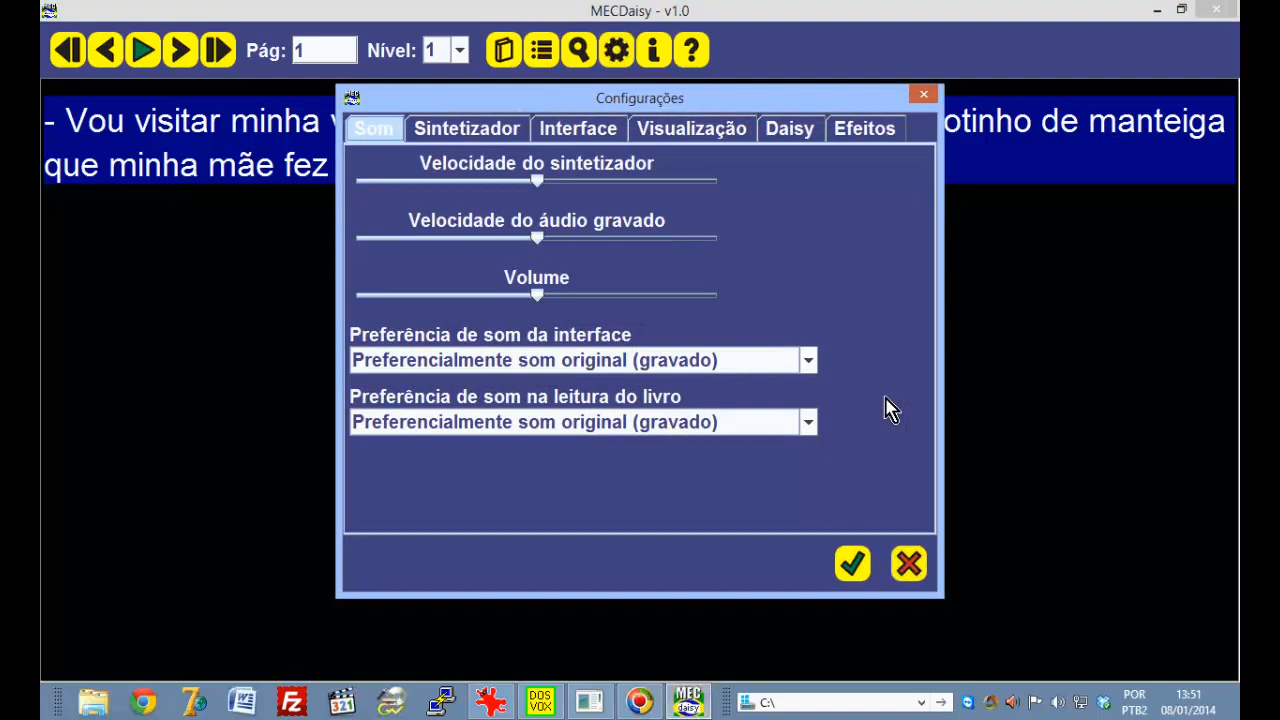 MECDaisy - v1.0
Pág: 1 Nível: 1
Configurações
- Vou visitar minha
otinho de manteiga
que minha mãe fez
Som Sintetizador Interface Visualização Daisy Efeitos
Velocidade do sintetizador
Velocidade do áudio gravado
Volume
Preferência de som da interface
Preferencialmente som original (gravado)
Preferência de som na leitura do livro
Preferencialmente som original (gravado)
321
DOS
VOX
MEC
daisy
C:\
POR
PTB2
13:51
08/01/2014